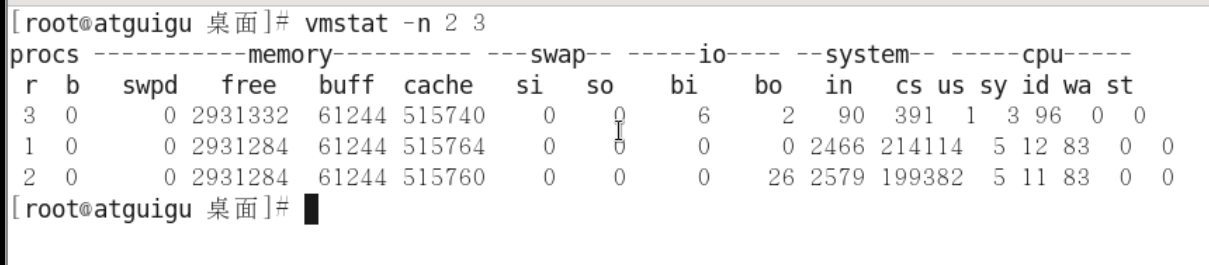 [root@atguigu 桌面]# vmstat -n 2 3
procs -----------memory---------- ---swap-- -----io---- --system-- -----cpu-----
 r  b   swpd   free   buff  cache   si   so    bi    bo   in   cs us sy id wa st
 3  0      0 2931332  61244 515740    0    0     6     2   90  391  1  3 96  0  0
 1  0      0 2931284  61244 515764    0    0     0     0 2466 214114  5 12 83  0  0
 2  0      0 2931284  61244 515760    0    0     0    26 2579 199382  5 11 83  0  0
[root@atguigu 桌面]#